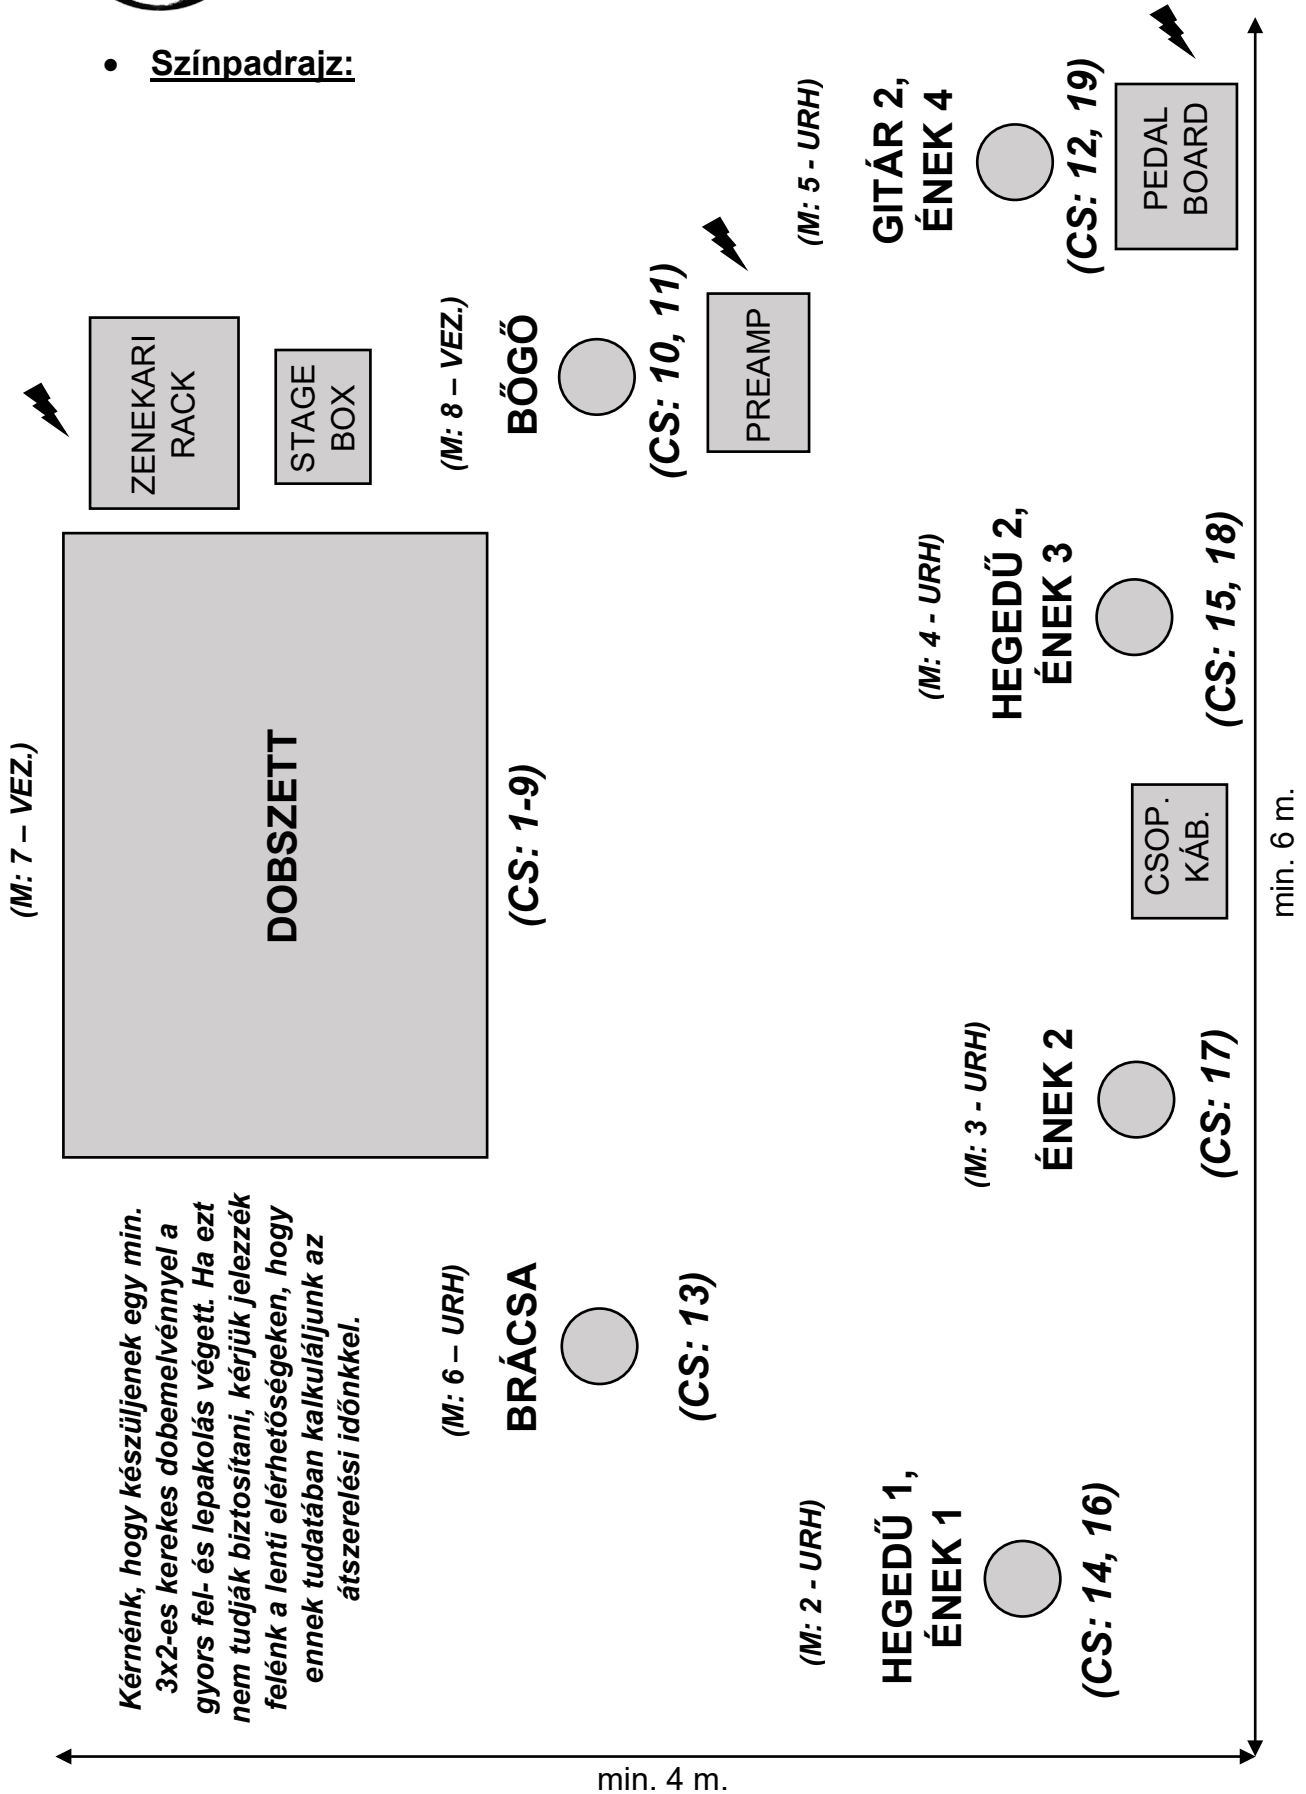 • Színpadrajz:
(M: 7 – VEZ.)
DOBSZETT
(CS: 1-9)
ZENEKARI
RACK
STAGE
BOX
Kérnénk, hogy készüljenek egy min.
3x2-es kerekes dobemelvénnyel a
gyors fel- és lepakolás végett. Ha ezt
nem tudják biztosítani, kérjük jelezzék
felénk a lenti elérhetőségeken, hogy
ennek tudatában kalkuláljunk az
átszerelési időnkkel.
(M: 6 – URH)
BRÁCSA
(CS: 13)
(M: 8 – VEZ.)
BŐGŐ
(CS: 10, 11)
PREAMP
(M: 2 - URH)
HEGEDŰ 1,
ÉNEK 1
(CS: 14, 16)
(M: 3 - URH)
ÉNEK 2
(CS: 17)
CSOP.
KÁB.
(M: 4 - URH)
HEGEDŰ 2,
ÉNEK 3
(CS: 15, 18)
(M: 5 - URH)
GITÁR 2,
ÉNEK 4
(CS: 12, 19)
PEDAL
BOARD
min. 4 m.
min. 6 m.